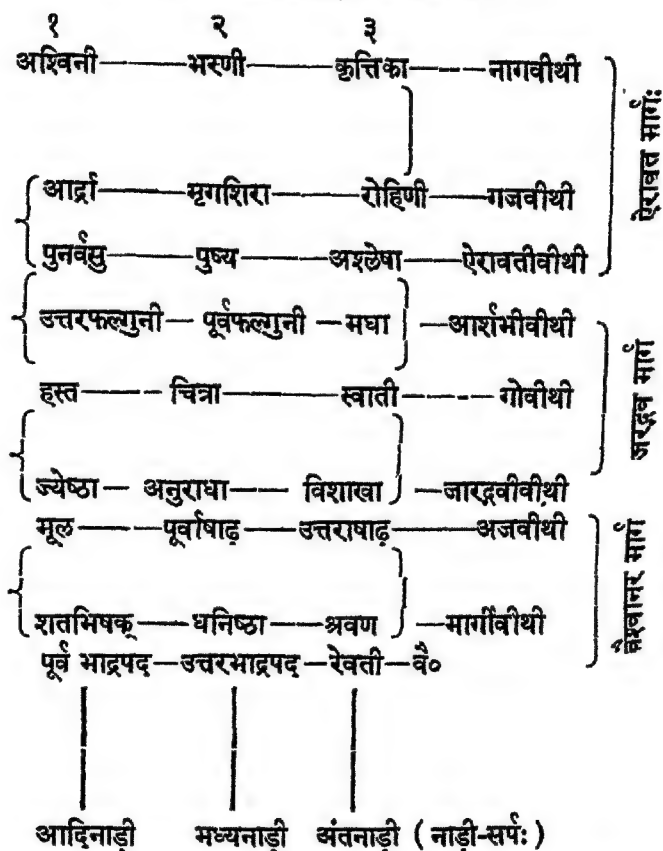 १ २ ३
अश्विनी—भरणी—कृत्तिका—नागवीथी
ऐरावत मार्गः
आर्द्रा—मृगशिरा—रोहिणी—गजवीथी
पुनर्वसु—पुष्य—अश्लेषा—ऐरावतीवीथी
उत्तरफल्गुनी—पूर्वफल्गुनी—मघा—आर्शभीवीथी
जरद्गव मार्ग
हस्त—चित्रा—स्वाती—गोवीथी
ज्येष्ठा—अनुराधा—विशाखा—जारद्गवीवीथी
मूल—पूर्वाषाढ़—उत्तराषाढ़—अजवीथी
वैश्वानर मार्ग
शतभिषक्—धनिष्ठा—श्रवण—मार्गीवीथी
पूर्व भाद्रपद—उत्तरभाद्रपद—रेवती—वै०
आदिनाड़ी मध्यनाड़ी अंतनाड़ी (नाड़ी-सर्पः)